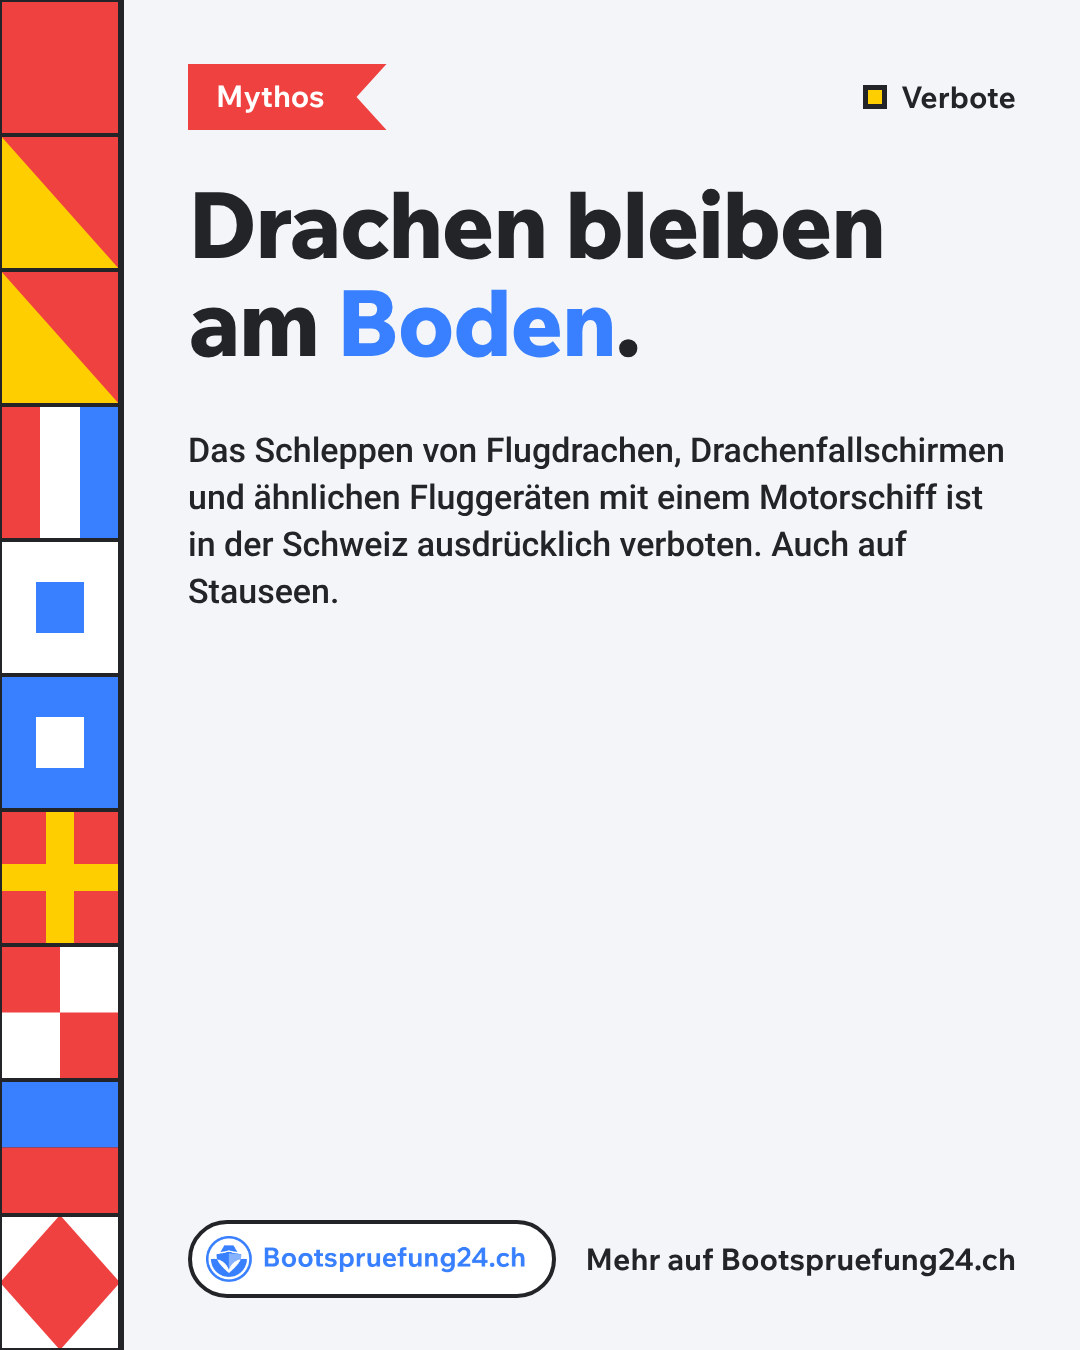 Mythos
Verbote
Drachen bleiben
am Boden.
Das Schleppen von Flugdrachen, Drachenfallschirmen
und ähnlichen Fluggeräten mit einem Motorschiff ist
in der Schweiz ausdrücklich verboten. Auch auf
Stauseen.
Bootspruefung24.ch
Mehr auf Bootspruefung24.ch